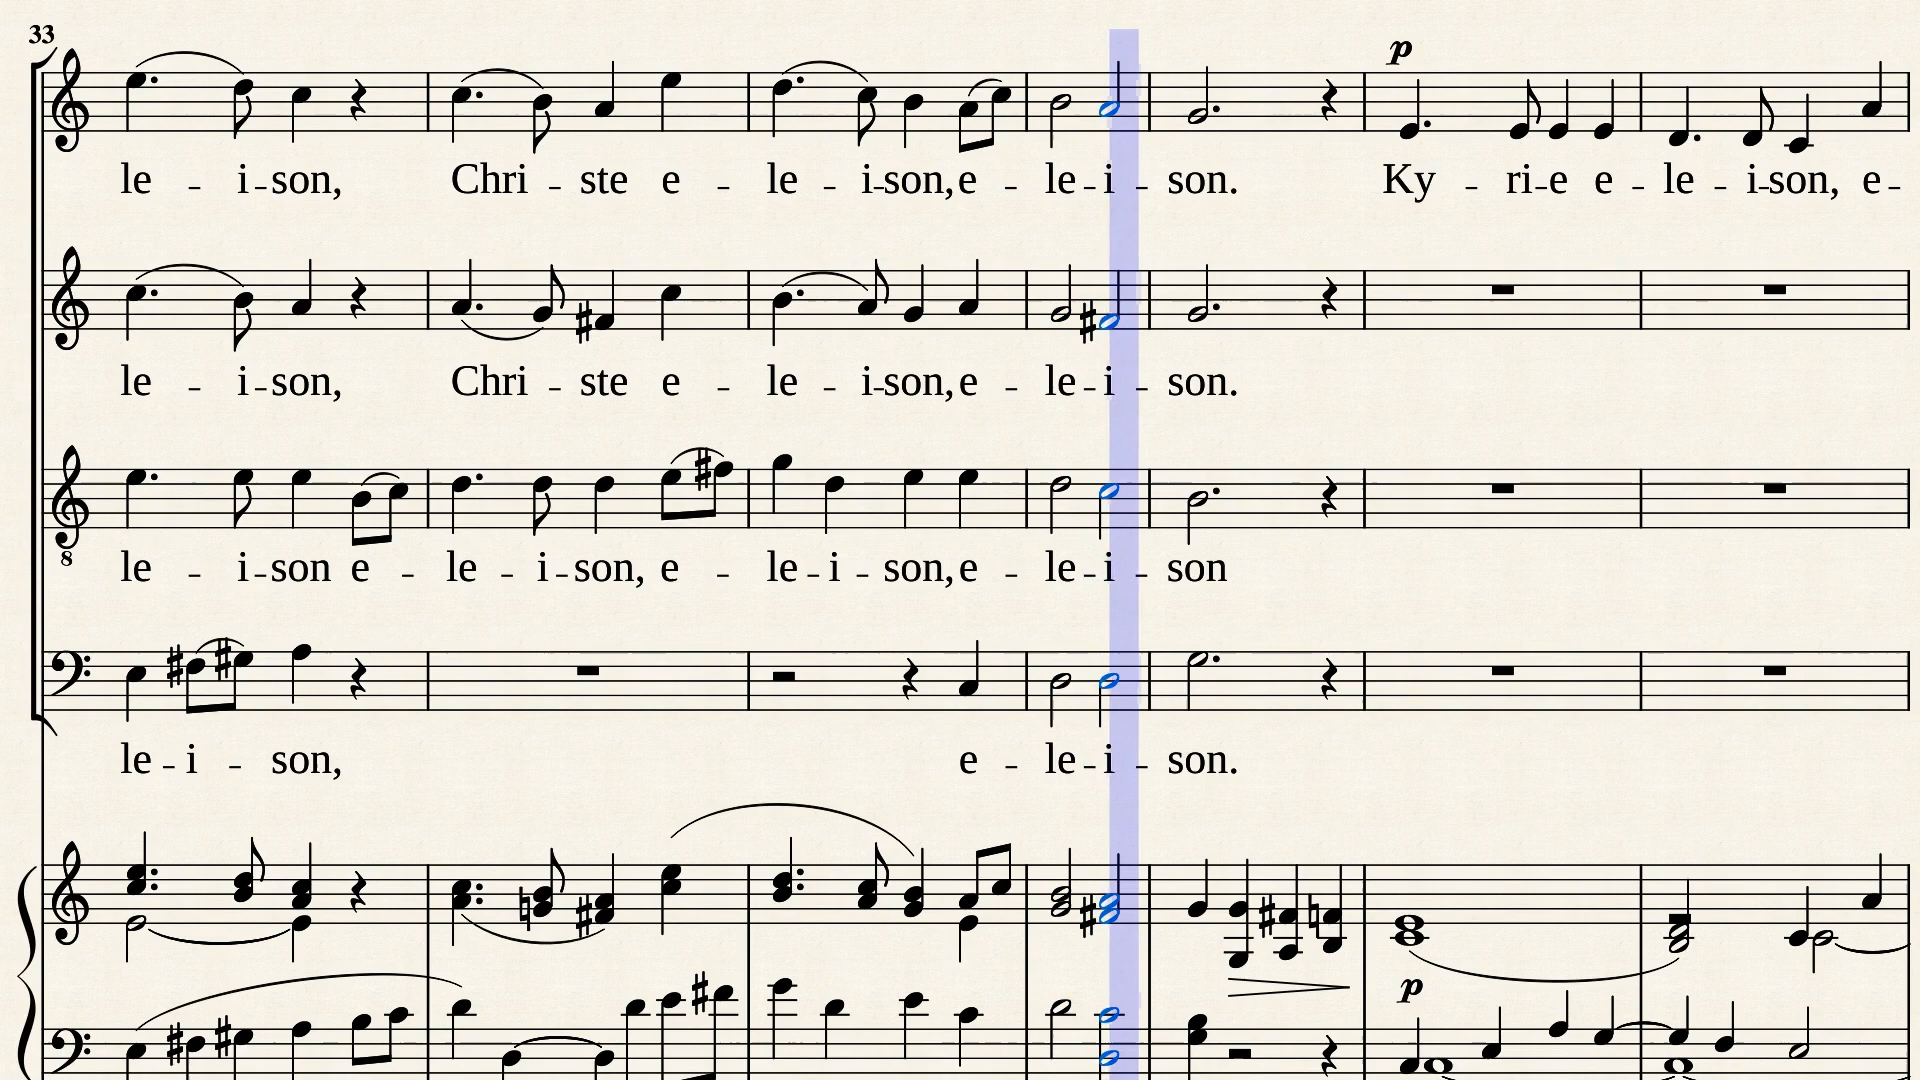 33
p
le - i - son, Chri - ste e - le - i - son, e - le - i - son. Ky - ri - e e - le - i - son, e -
le - i - son, Chri - ste e - le - i - son, e - le - i - son.
8
le - i - son e - le - i - son, e - le - i - son, e - le - i - son
le - i - son, e - le - i - son.
p